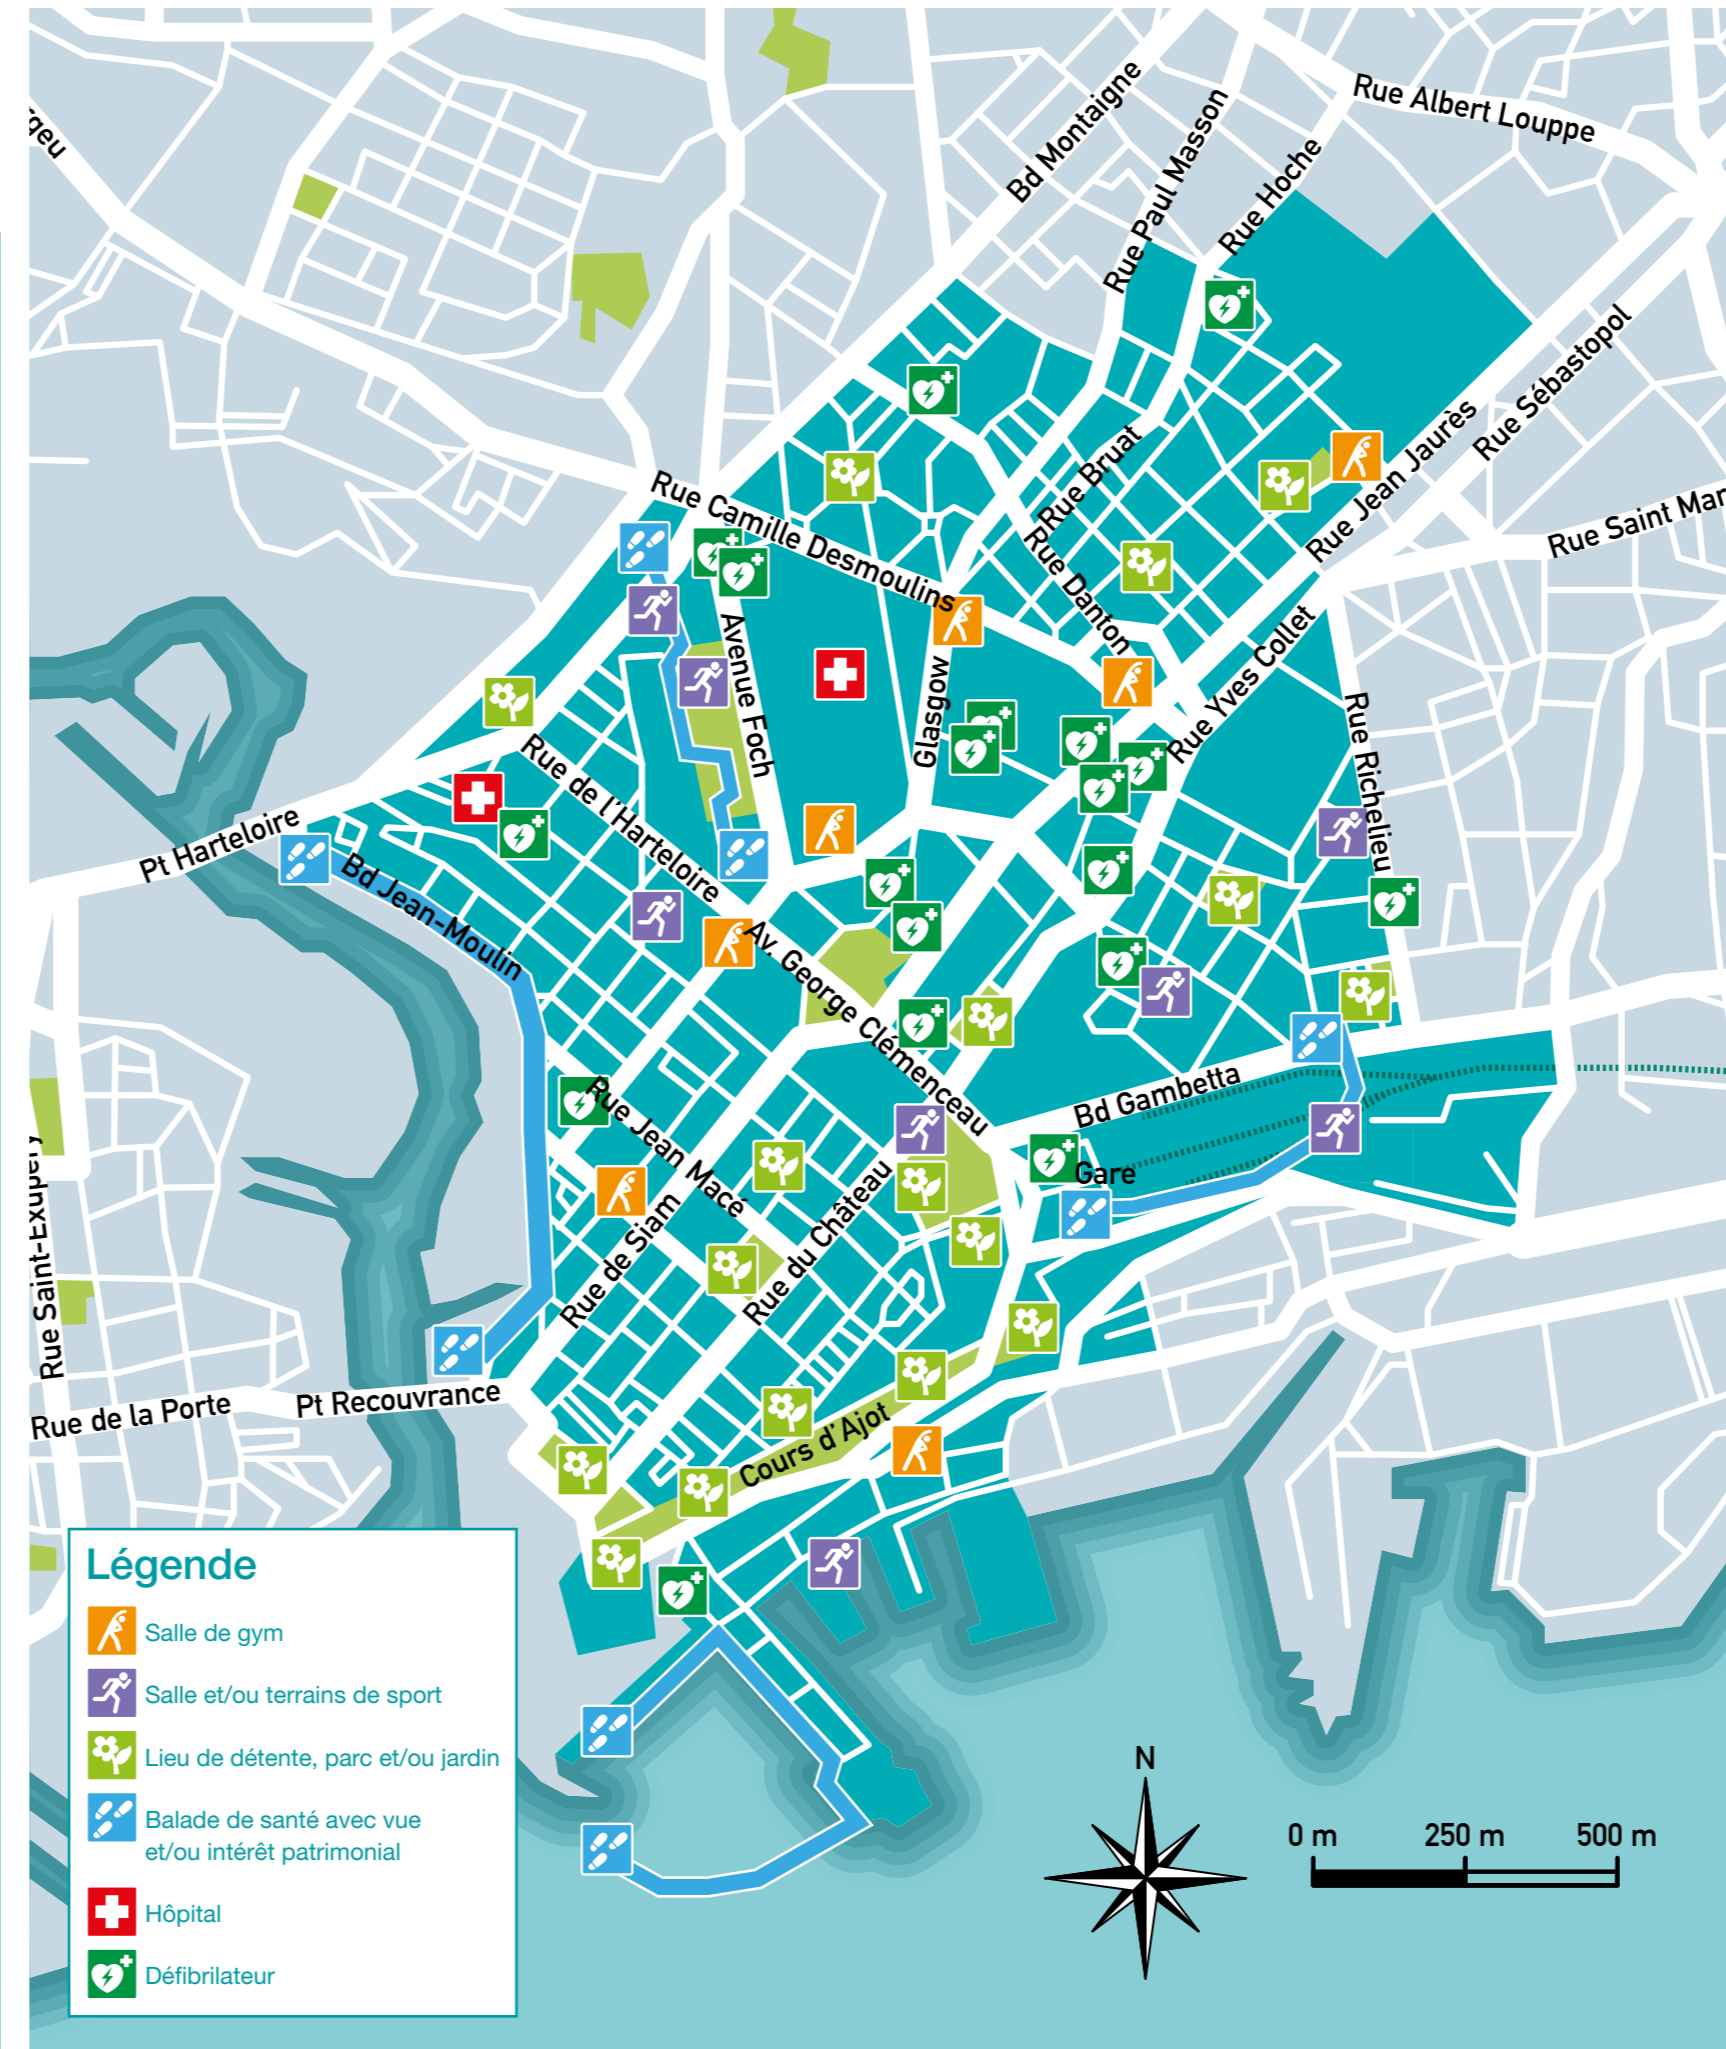 Bd Montaigne
Rue Paul Masson
Rue Hoche
Rue Albert Louppe
Rue Sébastopol
Rue Jean Jaurès
Rue Bruat
Rue Camille Desmoulins
Rue Danton
Rue Yves Collet
Avenue Foch
Glasgow
Rue Richelieu
Rue de l'Harteloire
Pt Harteloire
Bd Jean-Moulin
Av. George Clémenceau
Bd Gambetta
Gare
Rue Jean Macé
Rue du Château
Rue de Siam
Rue Saint-Exupéry
Rue de la Porte
Pt Recouvrance
Cours d'Ajot
Rue Saint Mar
Légende
Salle de gym
Salle et/ou terrains de sport
Lieu de détente, parc et/ou jardin
Balade de santé avec vue
et/ou intérêt patrimonial
Hôpital
Défibrilateur
N
0 m 250 m 500 m